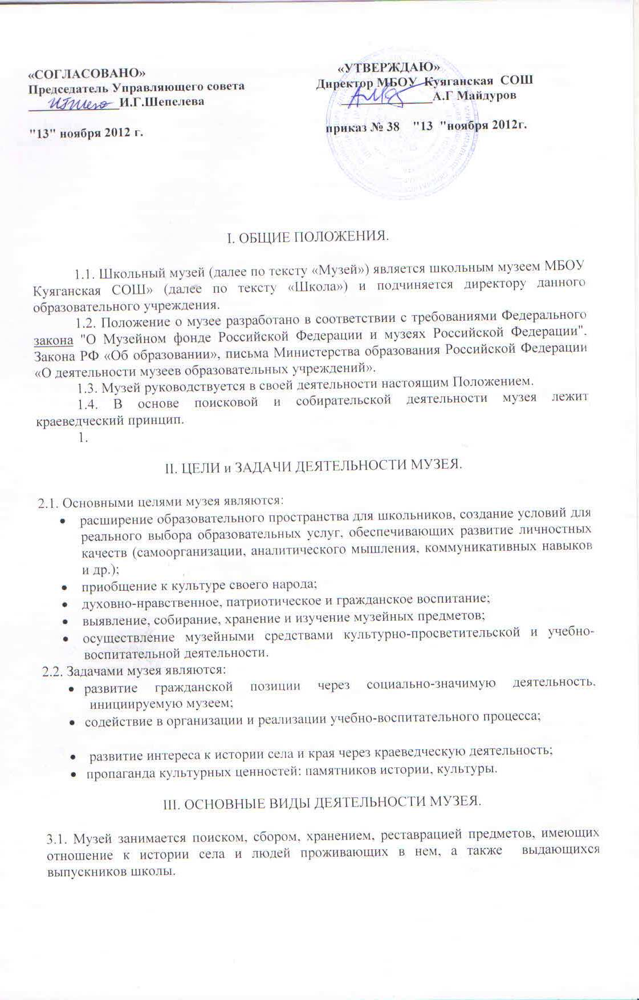 «СОГЛАСОВАНО»
Председатель Управляющего совета
И.Г.Шепелева
"13" ноября 2012 г.
«УТВЕРЖДАЮ»
Директор МБОУ Куяганская СОШ
А.Г Майдуров
приказ № 38 "13 "ноября 2012г.
I. ОБЩИЕ ПОЛОЖЕНИЯ.
1.1. Школьный музей (далее по тексту «Музей») является школьным музеем МБОУ
Куяганская СОШ» (далее по тексту «Школа») и подчиняется директору данного
образовательного учреждения.
1.2. Положение о музее разработано в соответствии с требованиями Федерального
закона "О Музейном фонде Российской Федерации и музеях Российской Федерации".
Закона РФ «Об образовании», письма Министерства образования Российской Федерации
«О деятельности музеев образовательных учреждений».
1.3. Музей руководствуется в своей деятельности настоящим Положением.
1.4. В основе поисковой и собирательской деятельности музея лежит
краеведческий принцип.
1.
II. ЦЕЛИ и ЗАДАЧИ ДЕЯТЕЛЬНОСТИ МУЗЕЯ.
2.1. Основными целями музея являются:
• расширение образовательного пространства для школьников, создание условий для
реального выбора образовательных услуг, обеспечивающих развитие личностных
качеств (самоорганизации, аналитического мышления, коммуникативных навыков
и др.);
• приобщение к культуре своего народа;
• духовно-нравственное, патриотическое и гражданское воспитание;
• выявление, собирание, хранение и изучение музейных предметов;
• осуществление музейными средствами культурно-просветительской и учебно-
воспитательной деятельности.
2.2. Задачами музея являются:
• развитие гражданской позиции через социально-значимую деятельность,
инициируемую музеем;
• содействие в организации и реализации учебно-воспитательного процесса;
• развитие интереса к истории села и края через краеведческую деятельность;
• пропаганда культурных ценностей: памятников истории, культуры.
III. ОСНОВНЫЕ ВИДЫ ДЕЯТЕЛЬНОСТИ МУЗЕЯ.
3.1. Музей занимается поиском, сбором, хранением, реставрацией предметов, имеющих
отношение к истории села и людей проживающих в нем, а также выдающихся
выпускников школы.